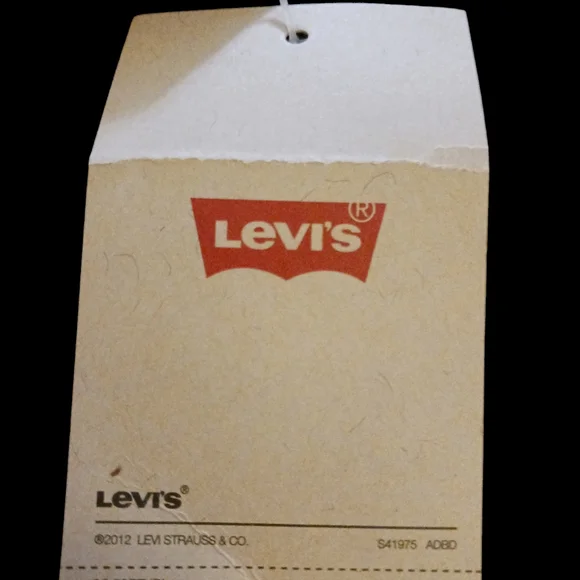 LEVI'S®
LEVI'S®
®2012 LEVI STRAUSS & CO. S41975 ADBD